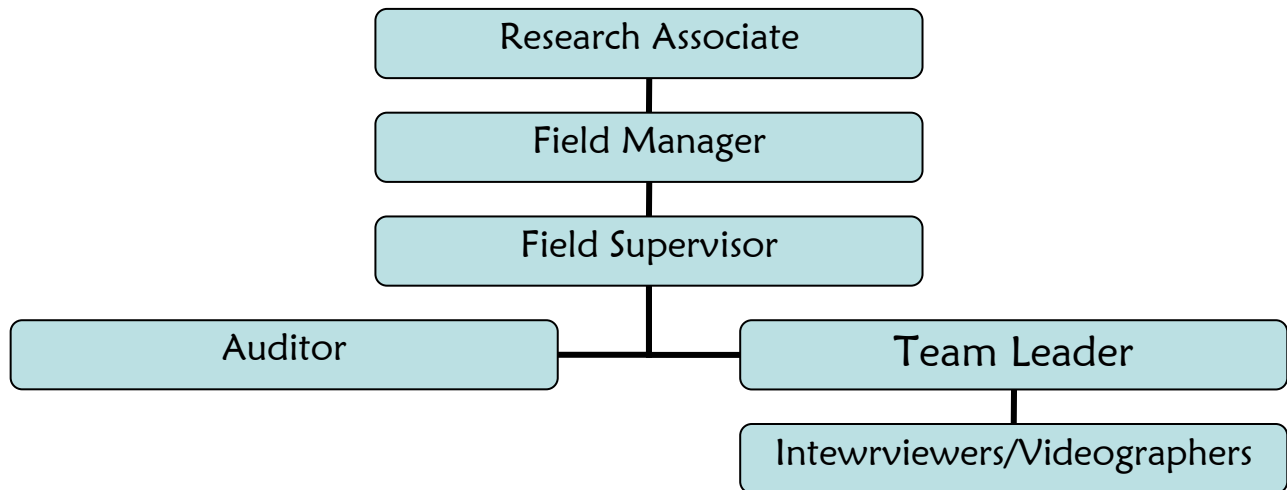 Research Associate
Field Manager
Field Supervisor
Auditor
Team Leader
Intewrviewers/Videographers